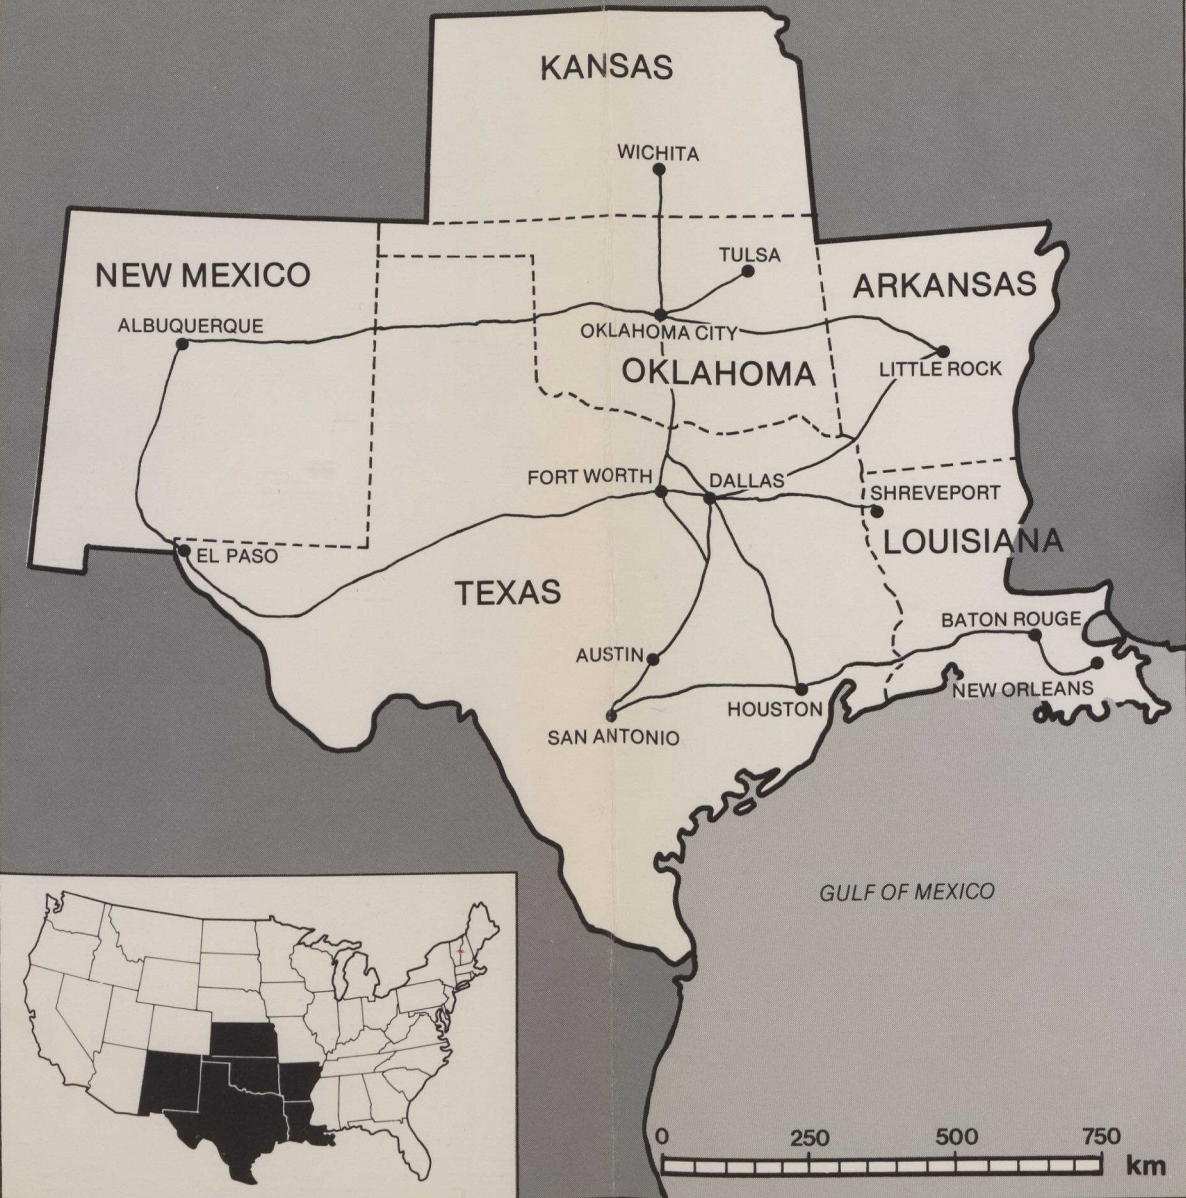 KANSAS
WICHITA
TULSA
NEW MEXICO
ARKANSAS
ALBUQUERQUE
OKLAHOMA CITY
OKLAHOMA
LITTLE ROCK
FORT WORTH
DALLAS
SHREVEPORT
LOUISIANA
EL PASO
TEXAS
BATON ROUGE
AUSTIN
NEW ORLEANS
HOUSTON
SAN ANTONIO
GULF OF MEXICO
0 250 500 750
km